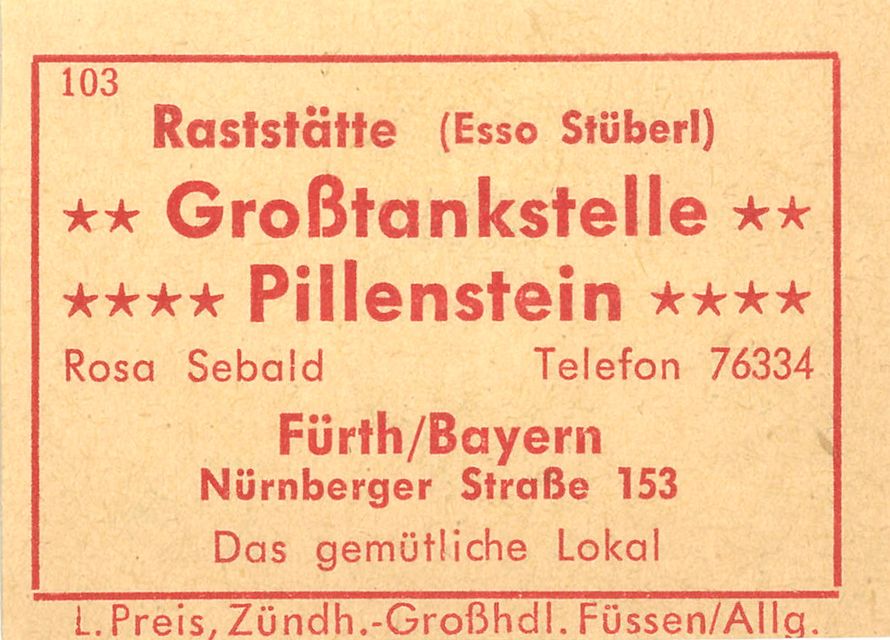 103
Raststätte (Esso Stüberl)
★★ Großtankstelle ★★
★★★★ Pillenstein ★★★★
Rosa Sebald Telefon 76334
Fürth/Bayern
Nürnberger Straße 153
Das gemütliche Lokal
L. Preis, Zündh.-Großhdl. Füssen/Allg.